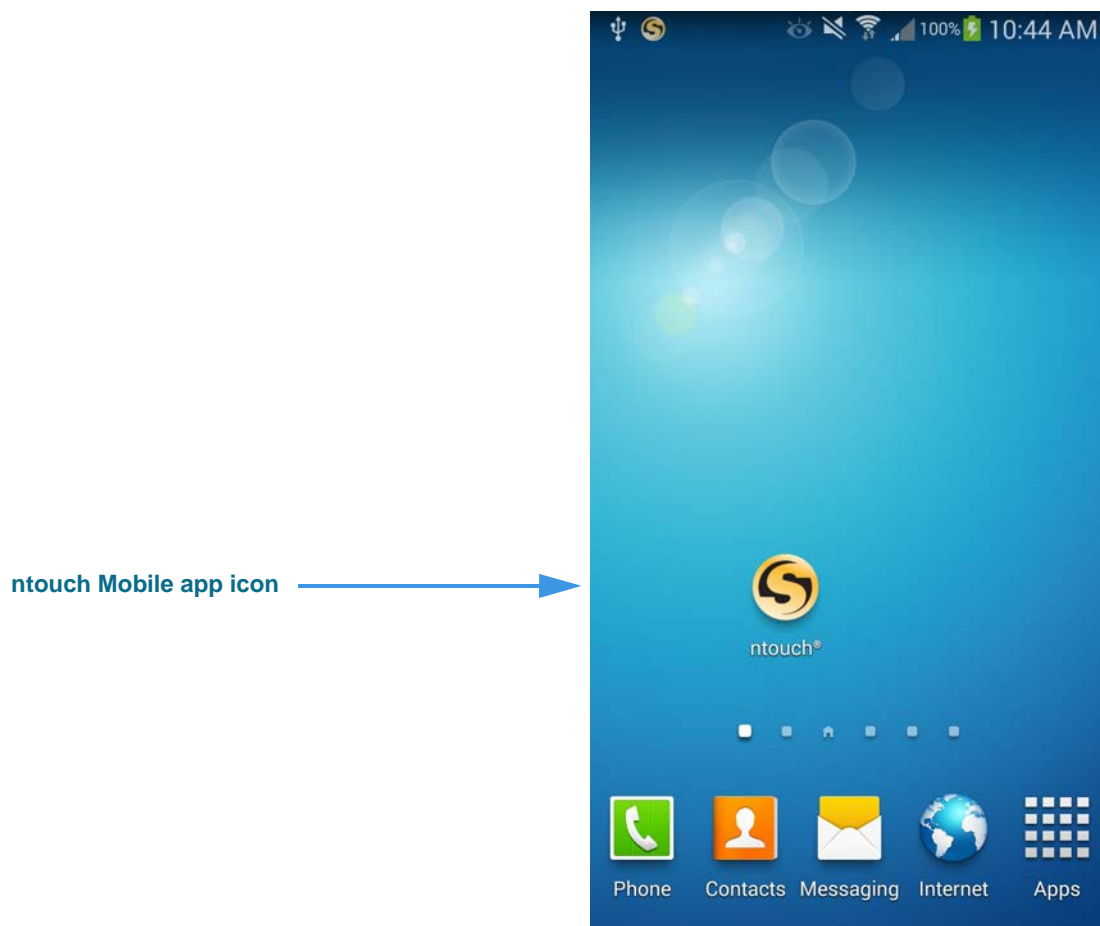 100% 10:44 AM
ntouch Mobile app icon
ntouch®
Phone Contacts Messaging Internet Apps